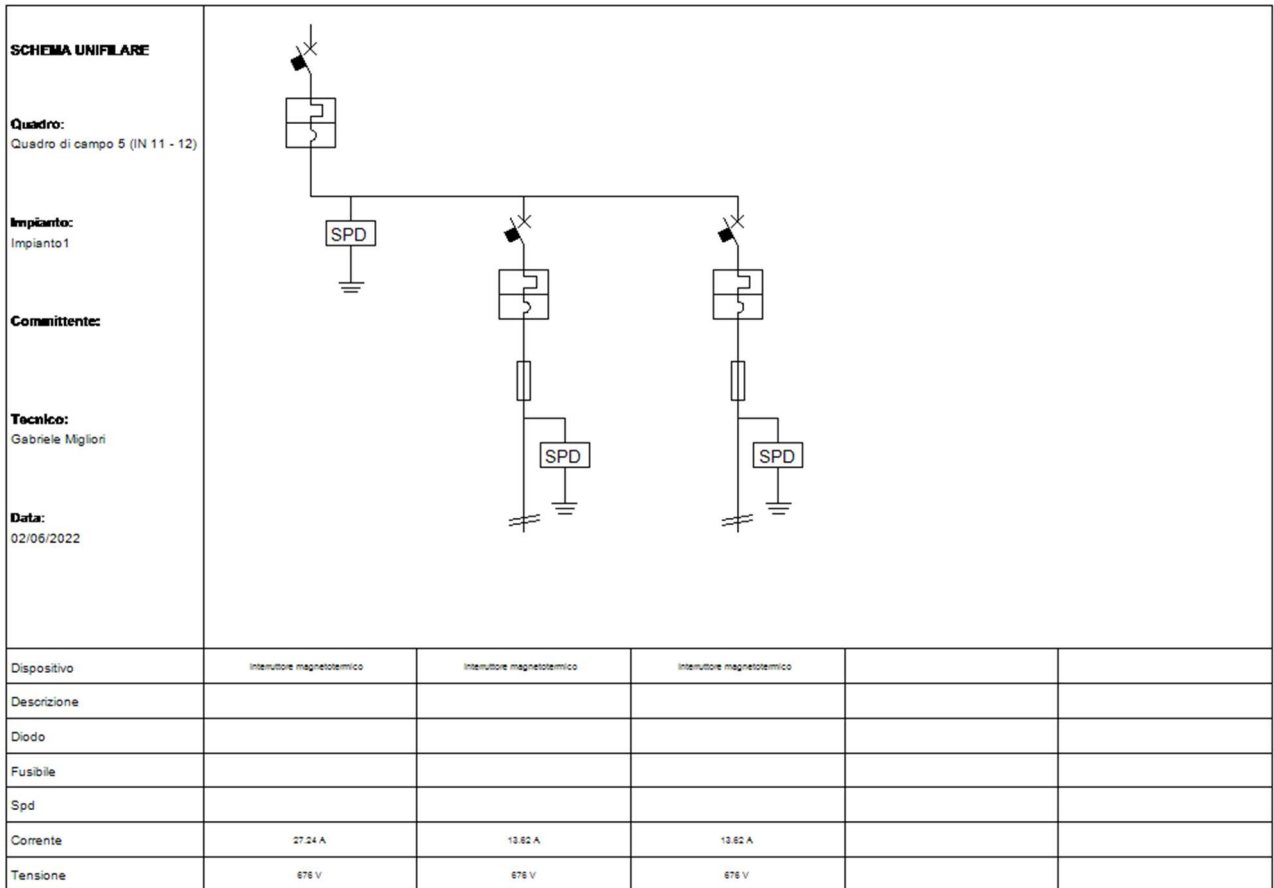 SCHEMA UNIFILARE
Quadro:
Quadro di campo 5 (IN 11 - 12)
Impianto:
Impianto1
Committente:
Tecnico:
Gabriele Migliori
Data:
02/06/2022
SPD
SPD
SPD
Dispositivo Interruttore magnetotermico Interruttore magnetotermico Interruttore magnetotermico
Descrizione
Diodo
Fusibile
Spd
Corrente 27.24 A 13.62 A 13.62 A
Tensione 676 V 676 V 676 V